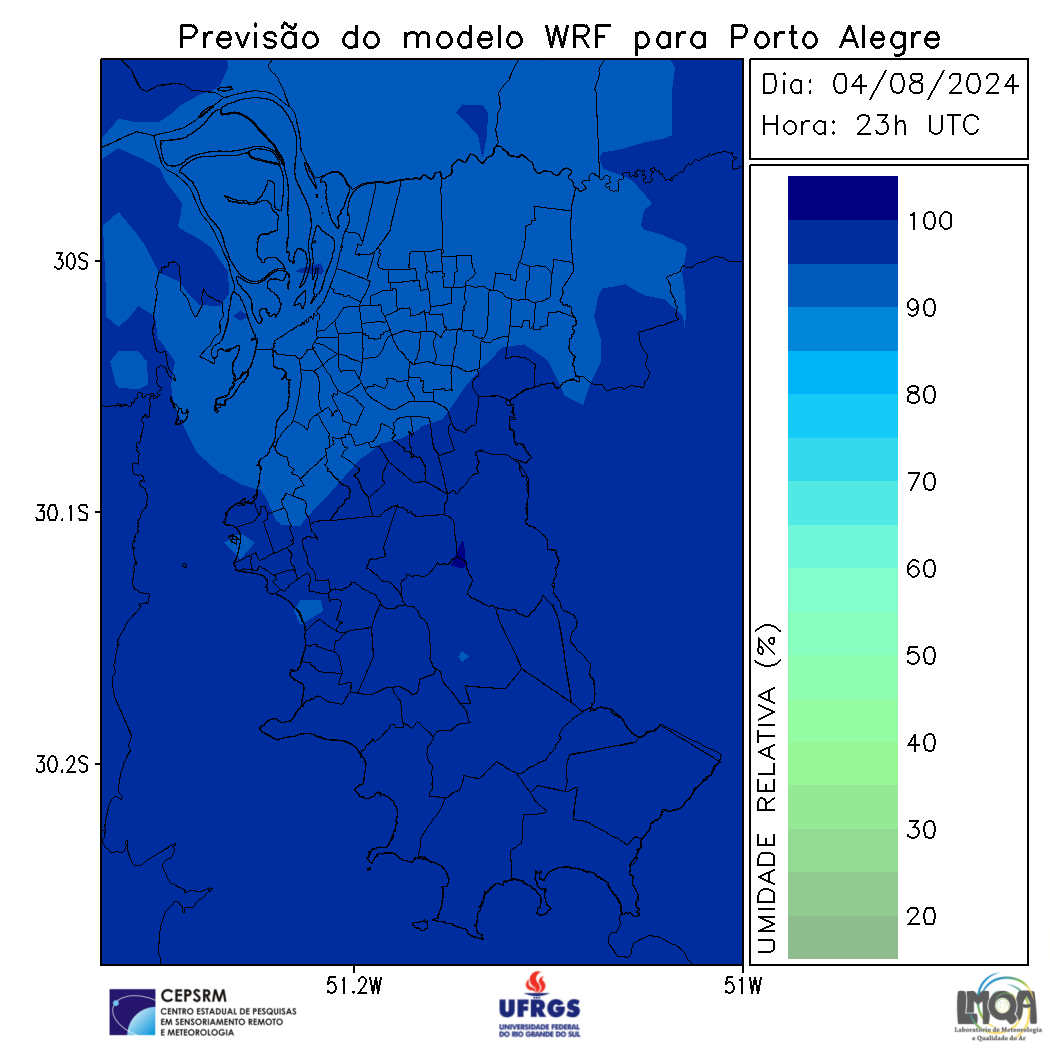 Previsão do modelo WRF para Porto Alegre
Dia: 04/08/2024
Hora: 23h UTC
100
90
80
70
60
50
40
30
20
UMIDADE RELATIVA (%)
30S
30.1S
30.2S
51.2W
51W
CEPSRM
CENTRO ESTADUAL DE PESQUISAS
EM SENSORIAMENTO REMOTO
E METEOROLOGIA
UFRGS
UNIVERSIDADE FEDERAL
DO RIO GRANDE DO SUL
LMQA
Laboratório de Meteorologia
e Qualidade do Ar